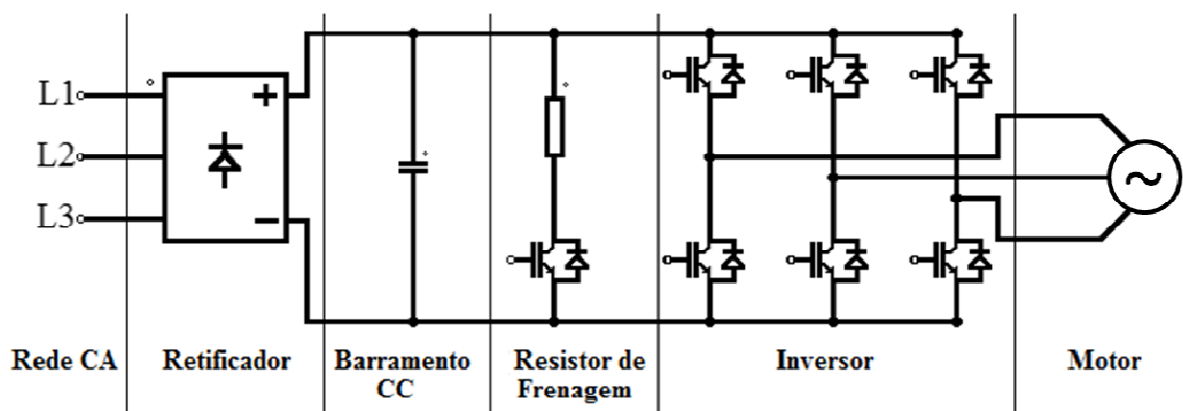 L1
L2
L3
+
−
~
Rede CA
Retificador
Barramento
CC
Resistor de
Frenagem
Inversor
Motor